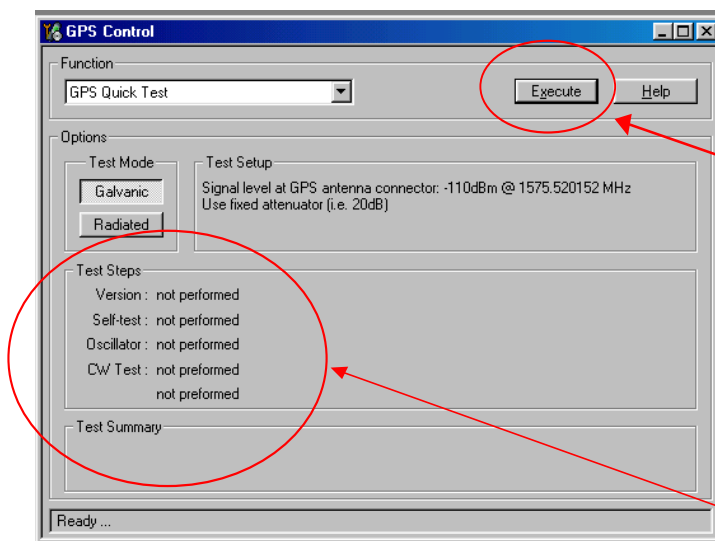 GPS Control
Function
GPS Quick Test
Execute
Help
Options
Test Mode
Galvanic
Radiated
Test Setup
Signal level at GPS antenna connector: -110dBm @ 1575.520152 MHz
Use fixed attenuator (i.e. 20dB)
Test Steps
Version : not performed
Self-test : not performed
Oscillator : not performed
CW Test : not preformed
not preformed
Test Summary
Ready ...